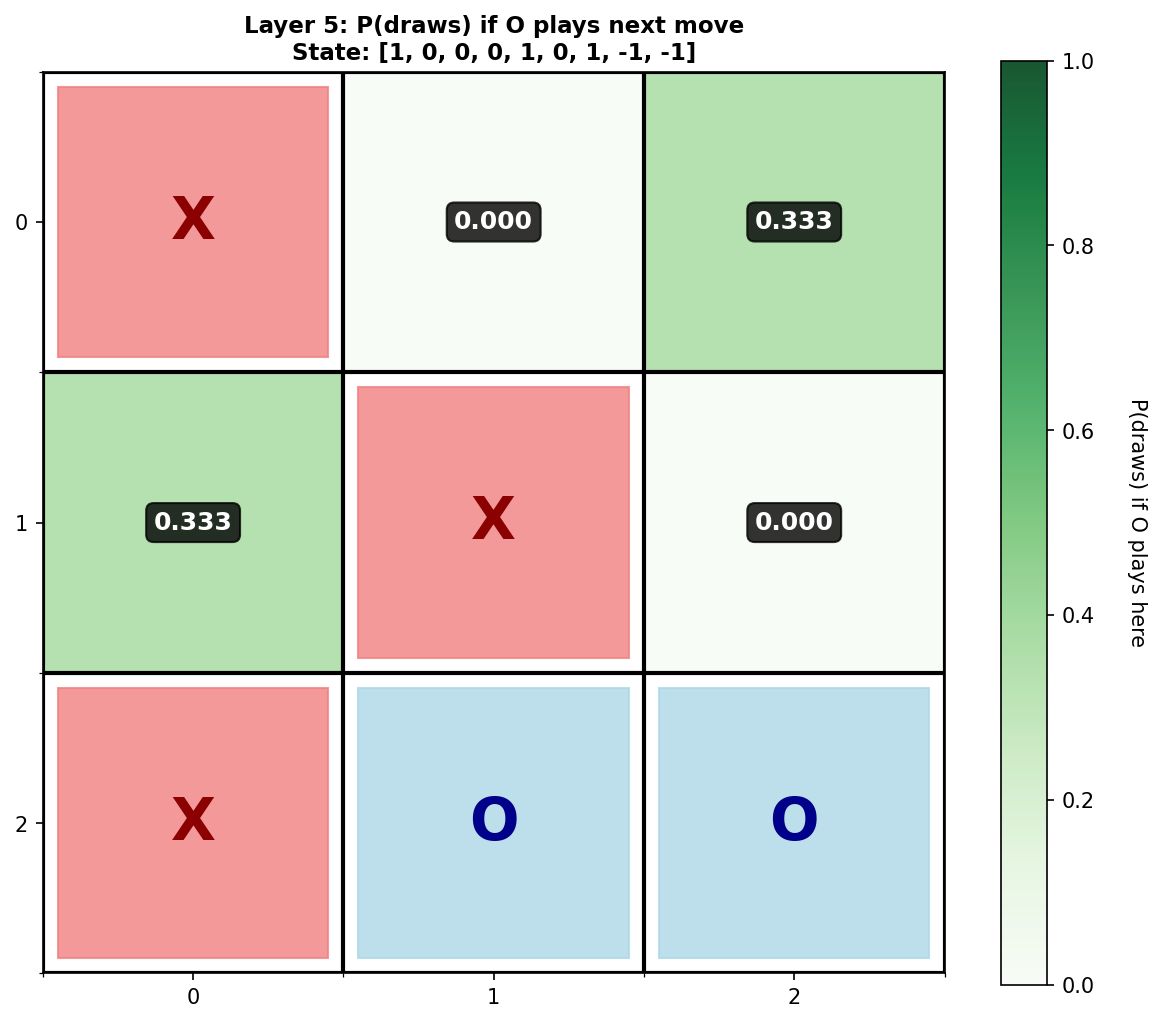 Layer 5: P(draws) if O plays next move
State: [1, 0, 0, 0, 1, 0, 1, -1, -1]
1.0
0.8
0.6
0.4
0.2
0.0
P(draws) if O plays here
0
X
0.000
0.333
1
0.333
X
0.000
2
X
O
O
0
1
2